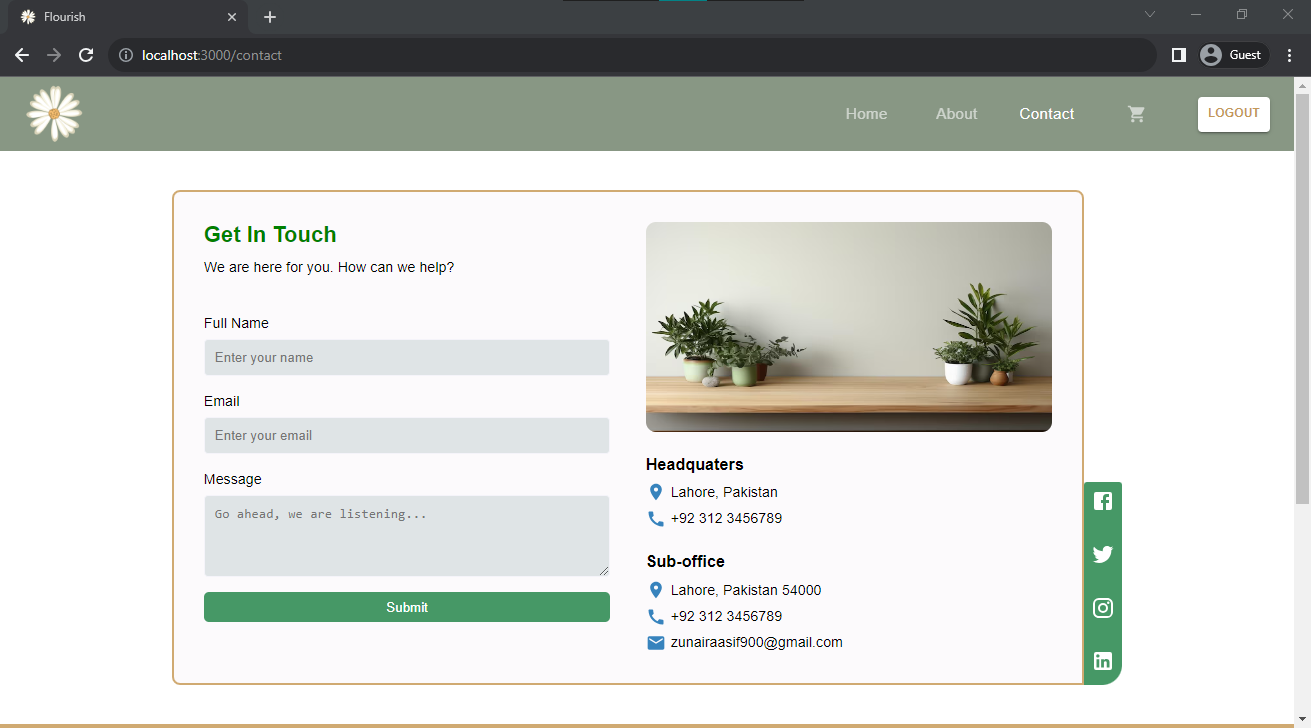 Flourish
localhost:3000/contact
Guest
Home
About
Contact
LOGOUT
Get In Touch
We are here for you. How can we help?
Full Name
Enter your name
Email
Enter your email
Message
Go ahead, we are listening...
Submit
Headquaters
Lahore, Pakistan
+92 312 3456789
Sub-office
Lahore, Pakistan 54000
+92 312 3456789
zunairaasif900@gmail.com